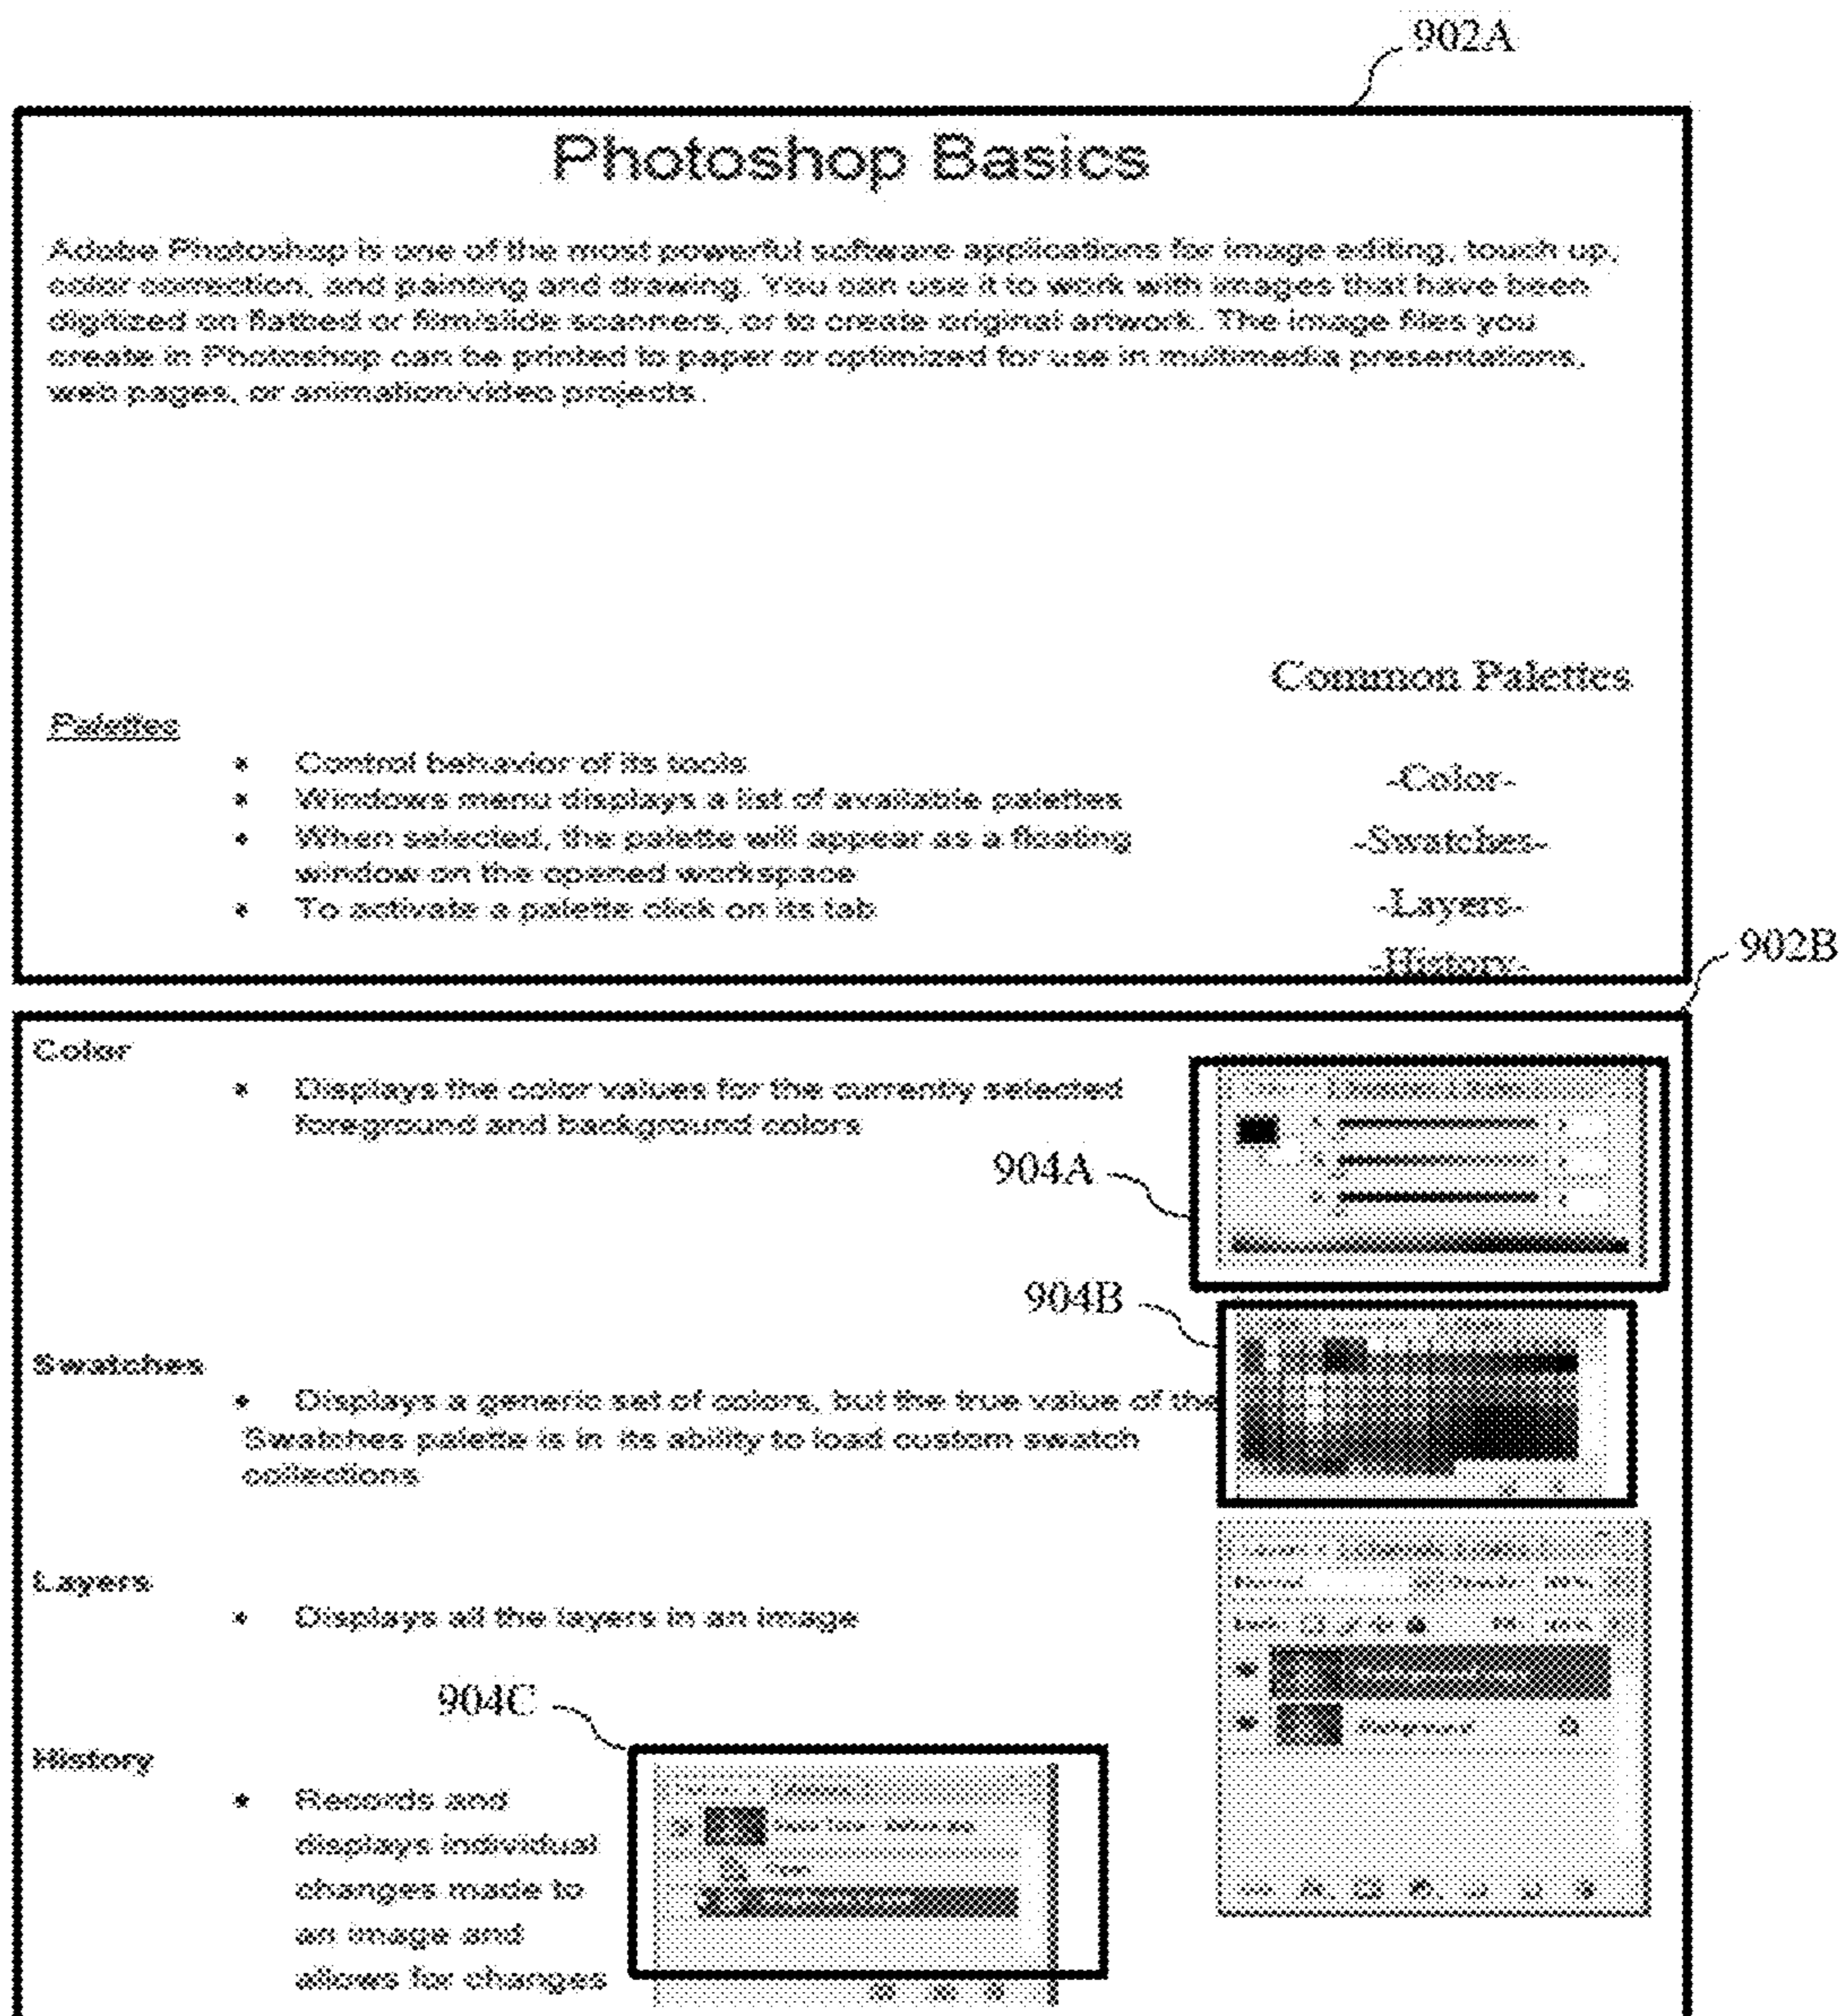 902A
Photoshop Basics
Adobe Photoshop is one of the most powerful software applications for image editing, touch up,
color correction, and painting and drawing. You can use it to work with images that have been
digitized on flatbed or film/slide scanners, or to create original artwork. The image files you
create in Photoshop can be printed to paper or optimized for use in multimedia presentations,
web pages, or animation/video projects.
Common Palettes
Palettes
• Control behavior of its tools
• Windows menu displays a list of available palettes
• When selected, the palette will appear as a floating
window on the opened workspace
• To activate a palette click on its tab
-Color-
-Swatches-
-Layers-
-History-
902B
Color
• Displays the color values for the currently selected
foreground and background colors
904A
904B
Swatches
• Displays a generic set of colors, but the true value of the
Swatches palette is in its ability to load custom swatch
collections
Layers
• Displays all the layers in an image
Background
904C
History
• Records and
displays individual
changes made to
an image and
allows for changes